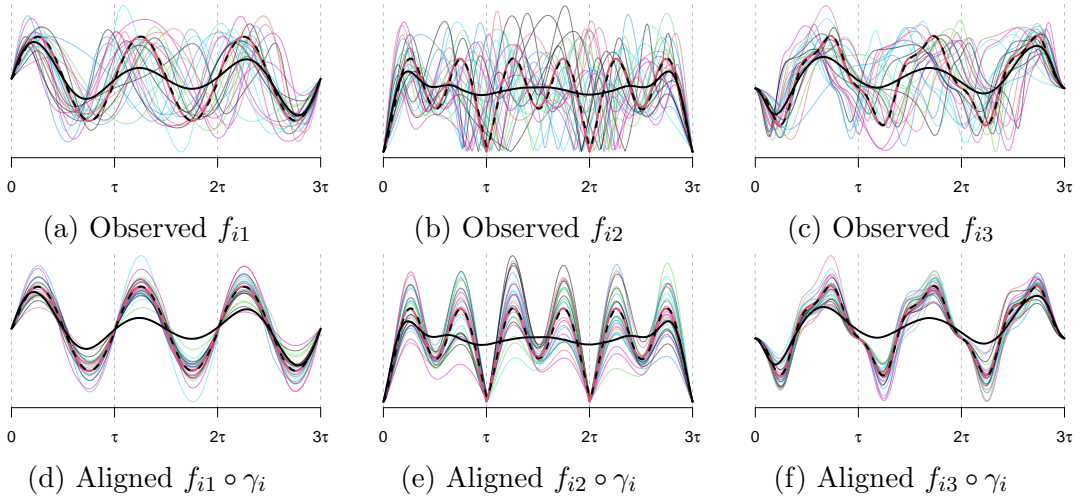 0 τ 2τ 3τ 0 τ 2τ 3τ 0 τ 2τ 3τ
(a) Observed f_{i1} (b) Observed f_{i2} (c) Observed f_{i3}
0 τ 2τ 3τ 0 τ 2τ 3τ 0 τ 2τ 3τ
(d) Aligned f_{i1} ∘ γ_i (e) Aligned f_{i2} ∘ γ_i (f) Aligned f_{i3} ∘ γ_i